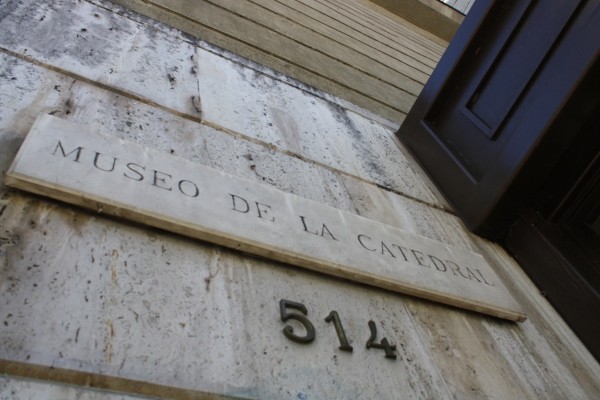 MUSEO DE LA CATEDRAL
514